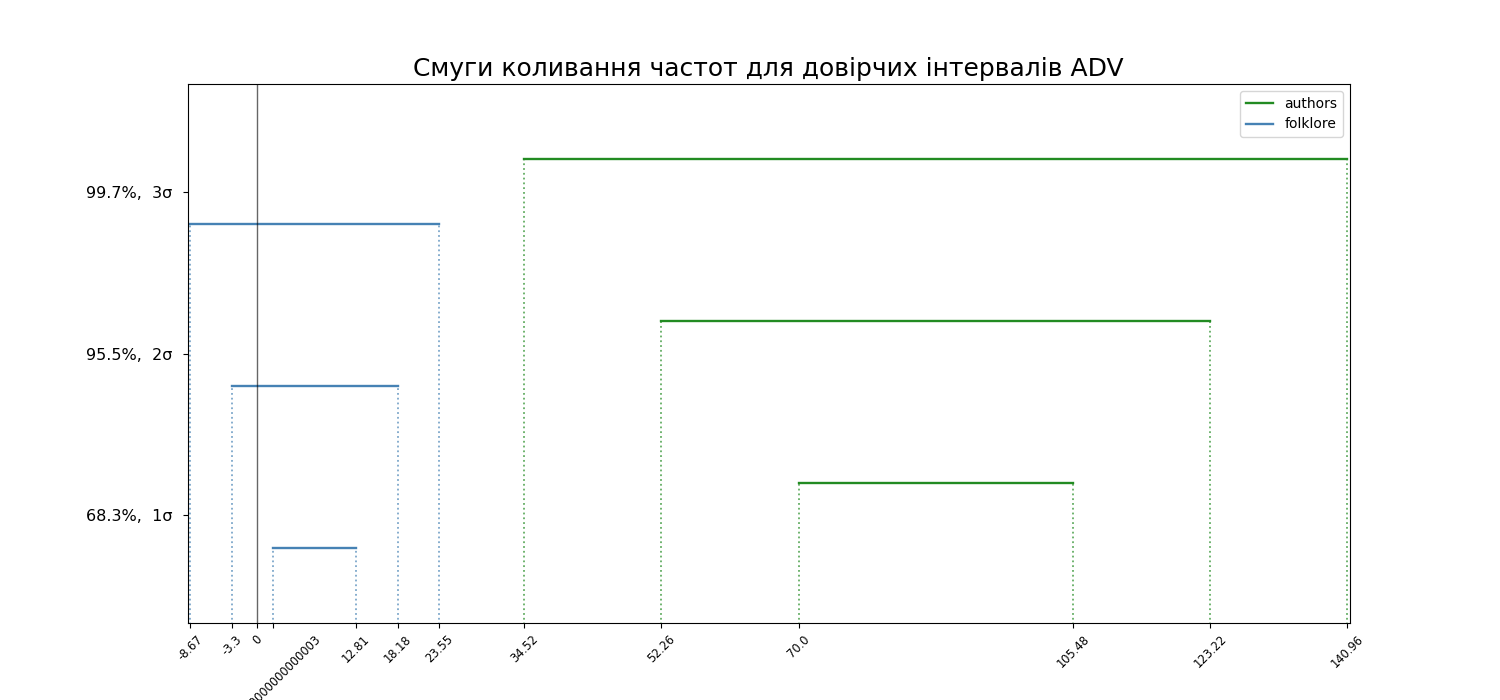 Смуги коливання частот для довірчих інтервалів ADV
authors
folklore
99.7%, 3σ
95.5%, 2σ
68.3%, 1σ
-8.67
-3.3
0
12.81
18.18
23.55
34.52
52.26
70.0
105.48
123.22
140.96